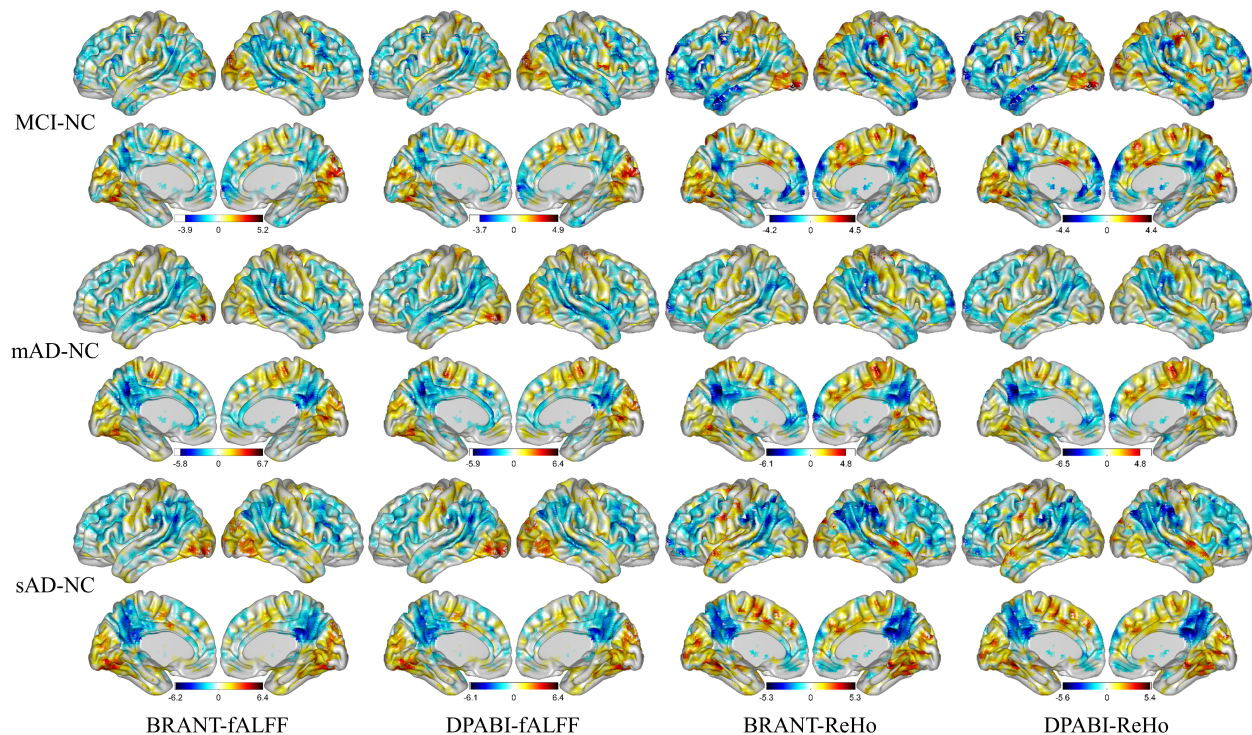 MCI-NC
-3.9 0 5.2 -3.7 0 4.9 -4.2 0 4.5 -4.4 0 4.4
mAD-NC
-5.8 0 6.7 -5.9 0 6.4 -6.1 0 4.8 -6.5 0 4.8
sAD-NC
-6.2 0 6.4 -6.1 0 6.4 -5.3 0 5.3 -5.6 0 5.4
BRANT-fALFF DPABI-fALFF BRANT-ReHo DPABI-ReHo